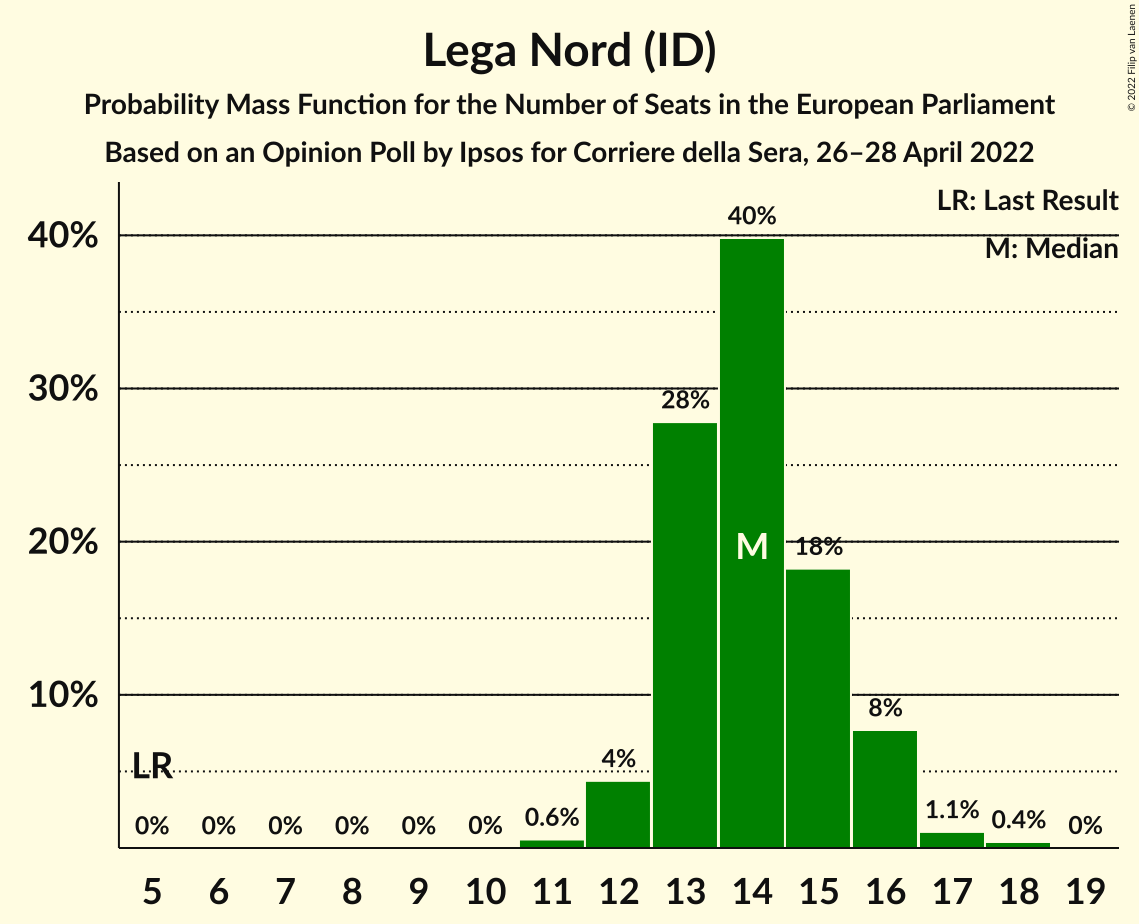 Lega Nord (ID)
Probability Mass Function for the Number of Seats in the European Parliament
Based on an Opinion Poll by Ipsos for Corriere della Sera, 26–28 April 2022
© 2022 Filip van Laenen
LR: Last Result
M: Median
40%
30%
20%
10%
LR
0%
0%
0%
0%
0%
0%
0.6%
4%
28%
40%
M
18%
8%
1.1%
0.4%
0%
5 6 7 8 9 10 11 12 13 14 15 16 17 18 19